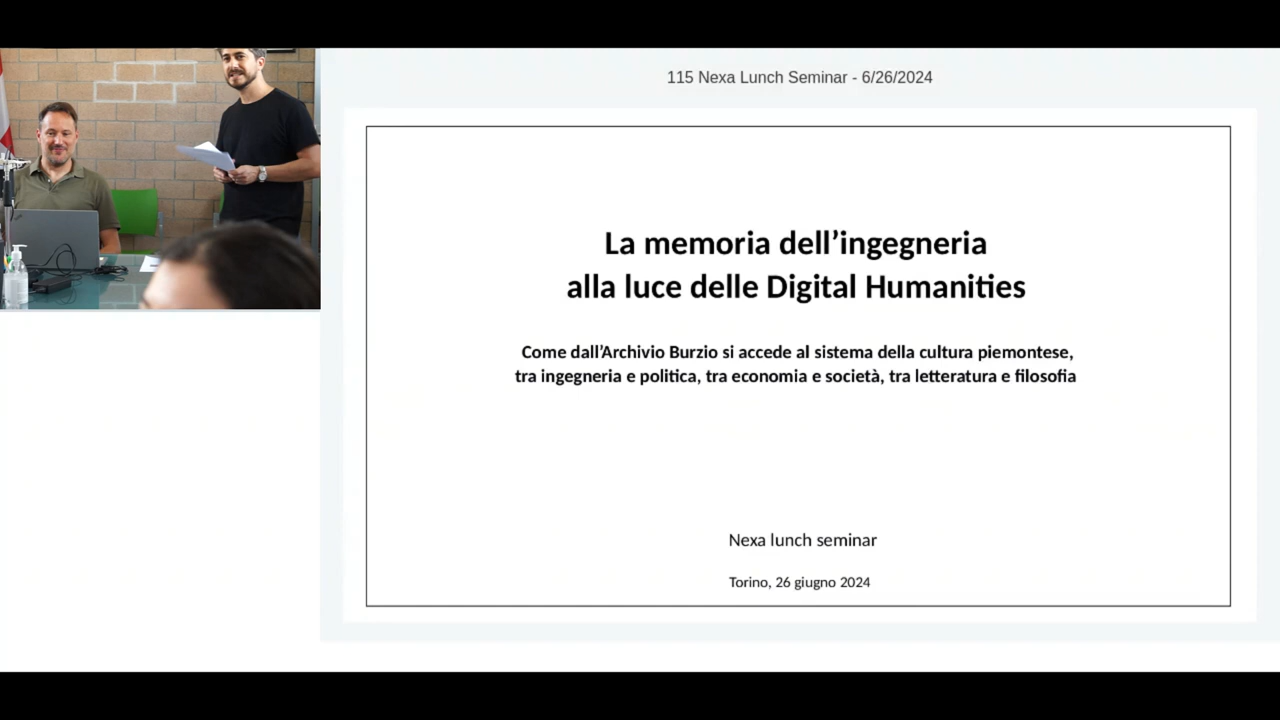 115 Nexa Lunch Seminar - 6/26/2024
La memoria dell’ingegneria
alla luce delle Digital Humanities
Come dall’Archivio Burzio si accede al sistema della cultura piemontese,
tra ingegneria e politica, tra economia e società, tra letteratura e filosofia
Nexa lunch seminar
Torino, 26 giugno 2024